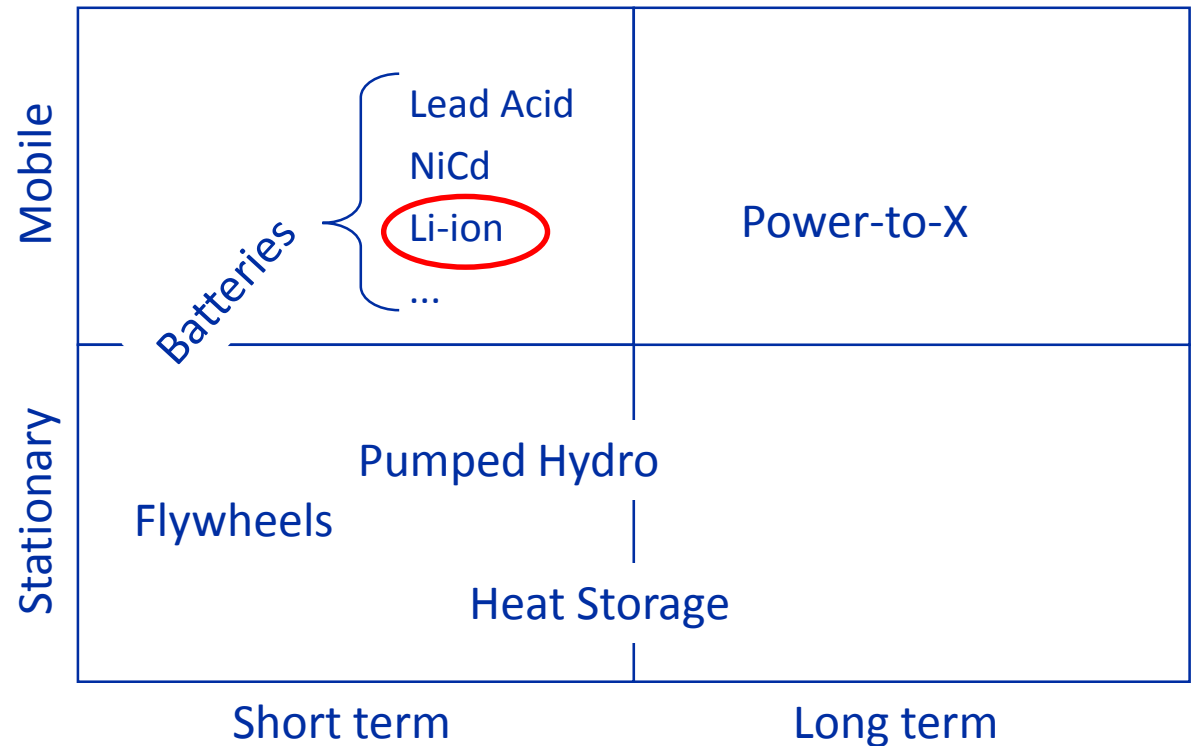 Mobile
Lead Acid
NiCd
Li-ion
...
Batteries
Power-to-X
Stationary
Pumped Hydro
Flywheels
Heat Storage
Short term
Long term